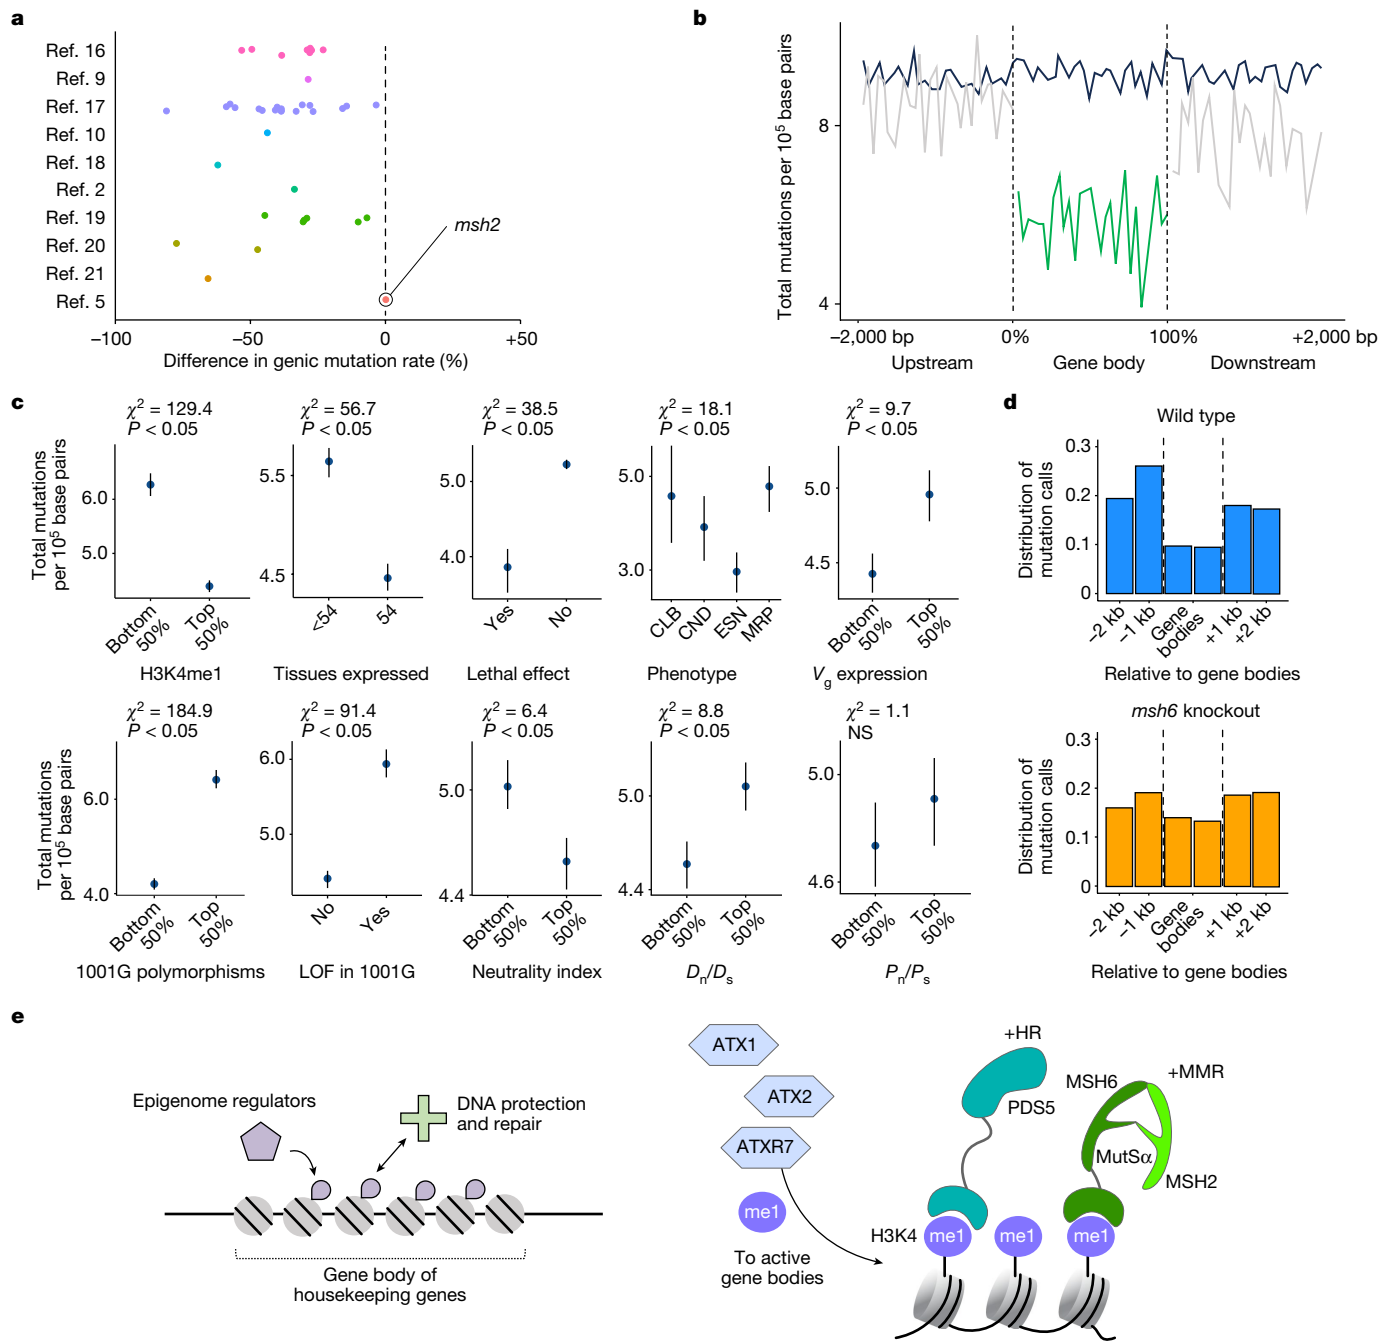 a
Ref. 16
Ref. 9
Ref. 17
Ref. 10
Ref. 18
Ref. 2
Ref. 19
Ref. 20
Ref. 21
Ref. 5
msh2
−100
−50
0
+50
Difference in genic mutation rate (%)
b
Total mutations per 10⁵ base pairs
8
4
−2,000 bp
0%
100%
+2,000 bp
Upstream
Gene body
Downstream
c
Total mutations
per 10⁵ base pairs
χ² = 129.4
P < 0.05
6.0
5.0
Bottom
50%
Top
50%
H3K4me1
χ² = 56.7
P < 0.05
5.5
4.5
<54
54
Tissues expressed
χ² = 38.5
P < 0.05
5.0
4.0
Yes
No
Lethal effect
χ² = 18.1
P < 0.05
5.0
3.0
CLB
CND
ESN
MRP
Phenotype
χ² = 9.7
P < 0.05
5.0
4.5
Bottom
50%
Top
50%
Vg expression
Total mutations
per 10⁵ base pairs
χ² = 184.9
P < 0.05
6.0
4.0
Bottom
50%
Top
50%
1001G polymorphisms
χ² = 91.4
P < 0.05
6.0
5.0
No
Yes
LOF in 1001G
χ² = 6.4
P < 0.05
5.0
4.4
Bottom
50%
Top
50%
Neutrality index
χ² = 8.8
P < 0.05
5.0
4.4
Bottom
50%
Top
50%
Dn/Ds
χ² = 1.1
NS
5.0
4.6
Bottom
50%
Top
50%
Pn/Ps
d
Wild type
Distribution of
mutation calls
0.3
0.2
0.1
0
−2 kb
−1 kb
Gene
bodies
+1 kb
+2 kb
Relative to gene bodies
msh6 knockout
Distribution of
mutation calls
0.3
0.2
0.1
0
−2 kb
−1 kb
Gene
bodies
+1 kb
+2 kb
Relative to gene bodies
e
Epigenome regulators
DNA protection
and repair
Gene body of
housekeeping genes
ATX1
ATX2
ATXR7
me1
To active
gene bodies
+HR
PDS5
MSH6
+MMR
MutSα
MSH2
H3K4
me1
me1
me1